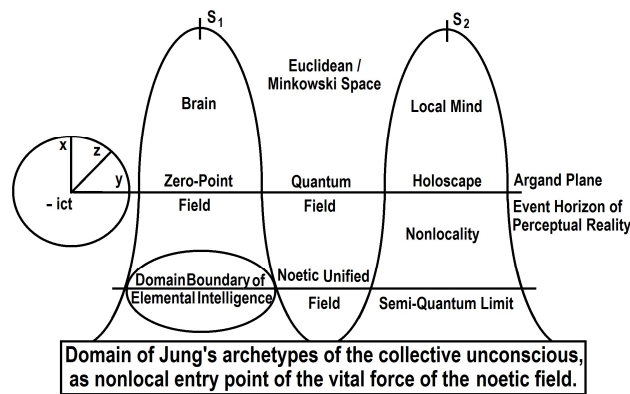 S1
S2
Euclidean /
Minkowski Space
Brain
Local Mind
x
z
y
- ict
Zero-Point
Field
Quantum
Field
Holoscape
Argand Plane
Event Horizon of
Perceptual Reality
Nonlocality
Domain Boundary of
Elemental Intelligence
Noetic Unified
Field
Semi-Quantum Limit
Domain of Jung's archetypes of the collective unconscious,
as nonlocal entry point of the vital force of the noetic field.